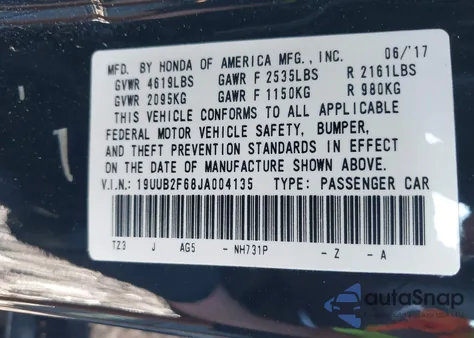 MFD. BY HONDA OF AMERICA MFG., INC. 06/'17
GVWR 4619LBS GAWR F 2535LBS R 2161LBS
GVWR 2095KG GAWR F 1150KG R 980KG
THIS VEHICLE CONFORMS TO ALL APPLICABLE
FEDERAL MOTOR VEHICLE SAFETY, BUMPER,
AND THEFT PREVENTION STANDARDS IN EFFECT
ON THE DATE OF MANUFACTURE SHOWN ABOVE.
V.I.N.: 19UUB2F68JA004135 TYPE: PASSENGER CAR
TZ3 J AG5 -NH731P -Z -A
autoSnap